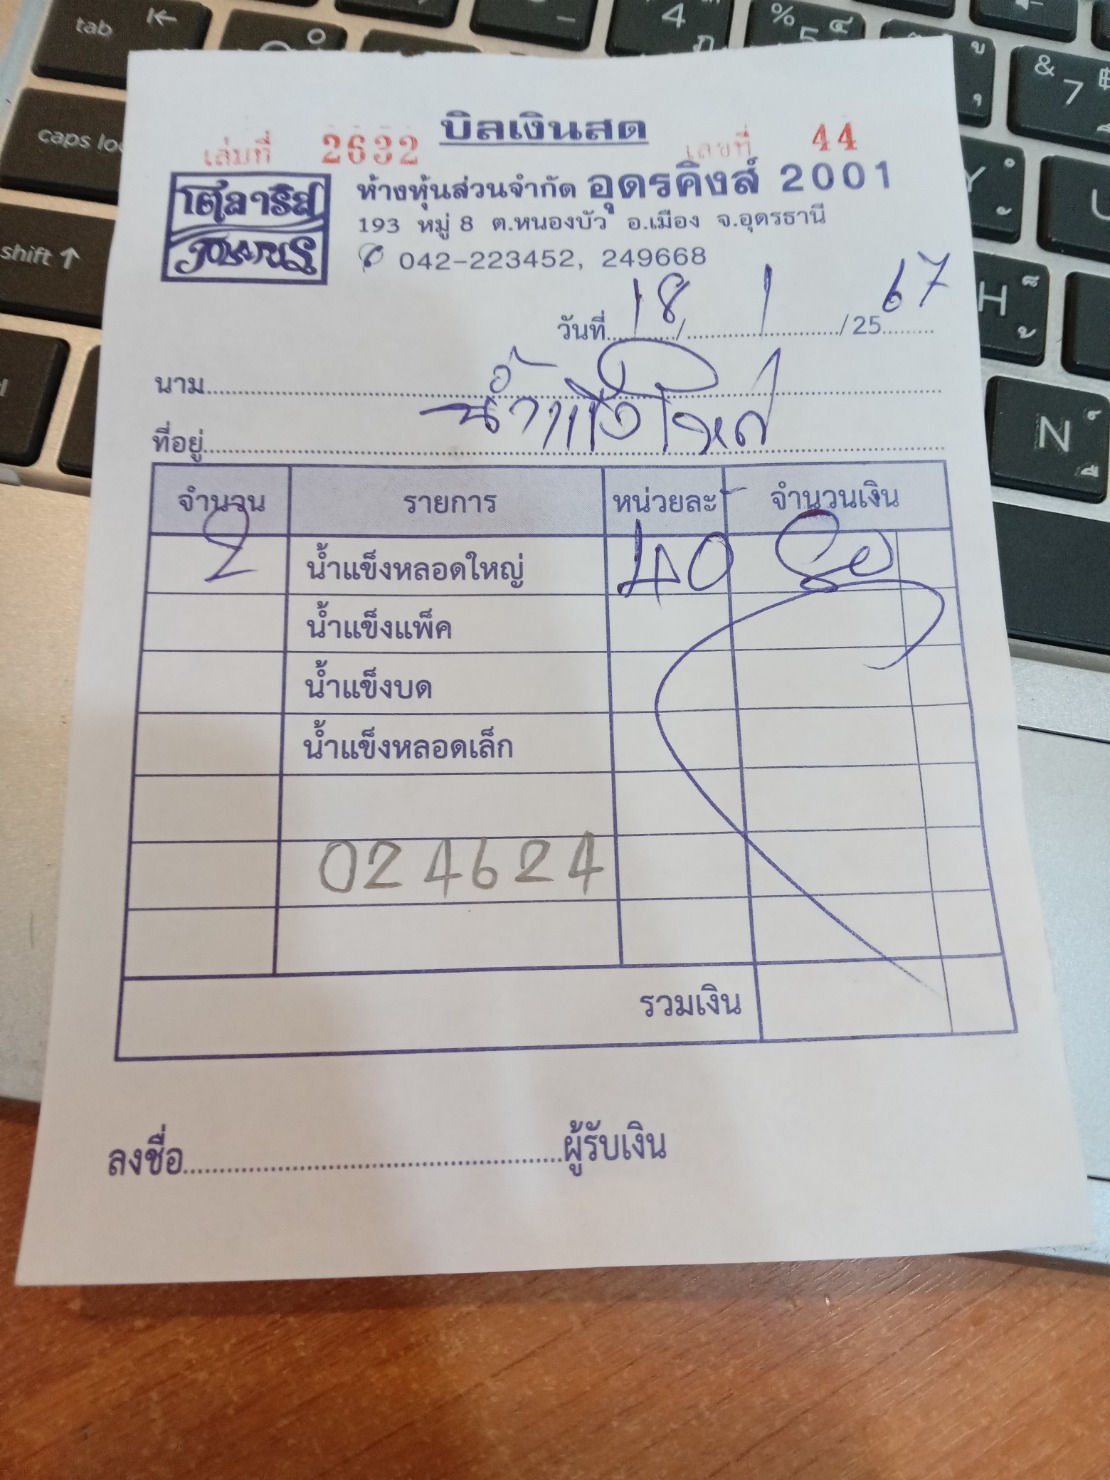 บิลเงินสด
เล่มที่ 2632 เลขที่ 44
โซลาริส
ห้างหุ้นส่วนจำกัด อุดรคิงส์ 2001
193 หมู่ 8 ต.หนองบัว อ.เมือง จ.อุดรธานี
042-223452, 249668
วันที่ 18 / 1 / 25 67
นาม
น้ำแข็ง
ที่อยู่
จำนวน รายการ หน่วยละ จำนวนเงิน
2 น้ำแข็งหลอดใหญ่ 40 80
น้ำแข็งแพ็ค
น้ำแข็งบด
น้ำแข็งหลอดเล็ก
024624
รวมเงิน
ลงชื่อ ผู้รับเงิน